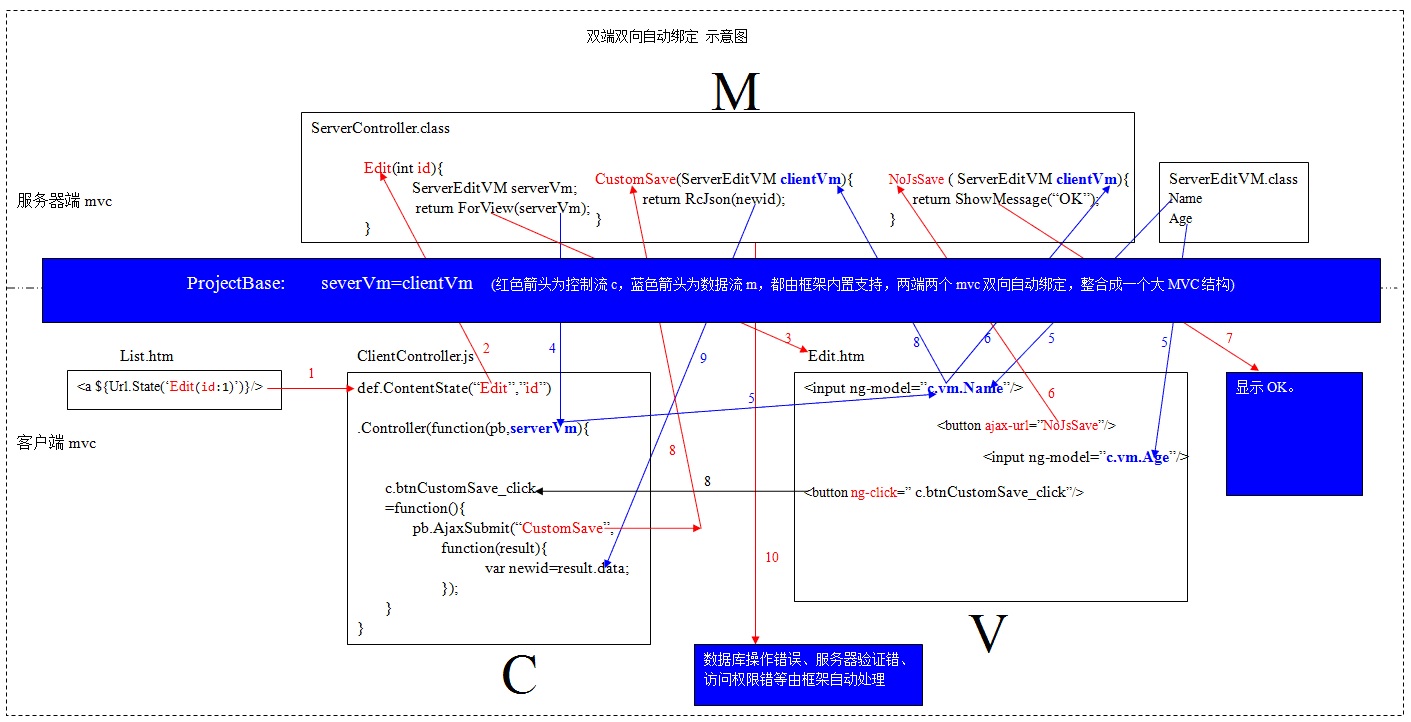 双端双向自动绑定 示意图
M
服务器端 mvc
ServerController.class
Edit(int id){
ServerEditVM serverVm;
return ForView(serverVm);
}
CustomSave(ServerEditVM clientVm){
return RcJson(newid);
}
NoJsSave ( ServerEditVM clientVm){
return ShowMessage(“OK”);
}
ServerEditVM.class
Name
Age
ProjectBase: severVm=clientVm (红色箭头为控制流 c，蓝色箭头为数据流 m，都由框架内置支持，两端两个 mvc 双向自动绑定，整合成一个大 MVC 结构)
2
4
9
3
8
6
5
5
7
客户端 mvc
List.htm
<a ${Url.State(‘Edit(id:1)’)}/>
1
ClientController.js
def.ContentState(“Edit”,”id”)
.Controller(function(pb,serverVm){
c.btnCustomSave_click
=function(){
pb.AjaxSubmit(“CustomSave”,
function(result){
var newid=result.data;
});
}
}
C
8
5
8
10
Edit.htm
<input ng-model=”c.vm.Name”/>
6
<button ajax-url=”NoJsSave”/>
<input ng-model=”c.vm.Age”/>
<button ng-click=” c.btnCustomSave_click”/>
V
显示 OK。
数据库操作错误、服务器验证错、
访问权限错等由框架自动处理